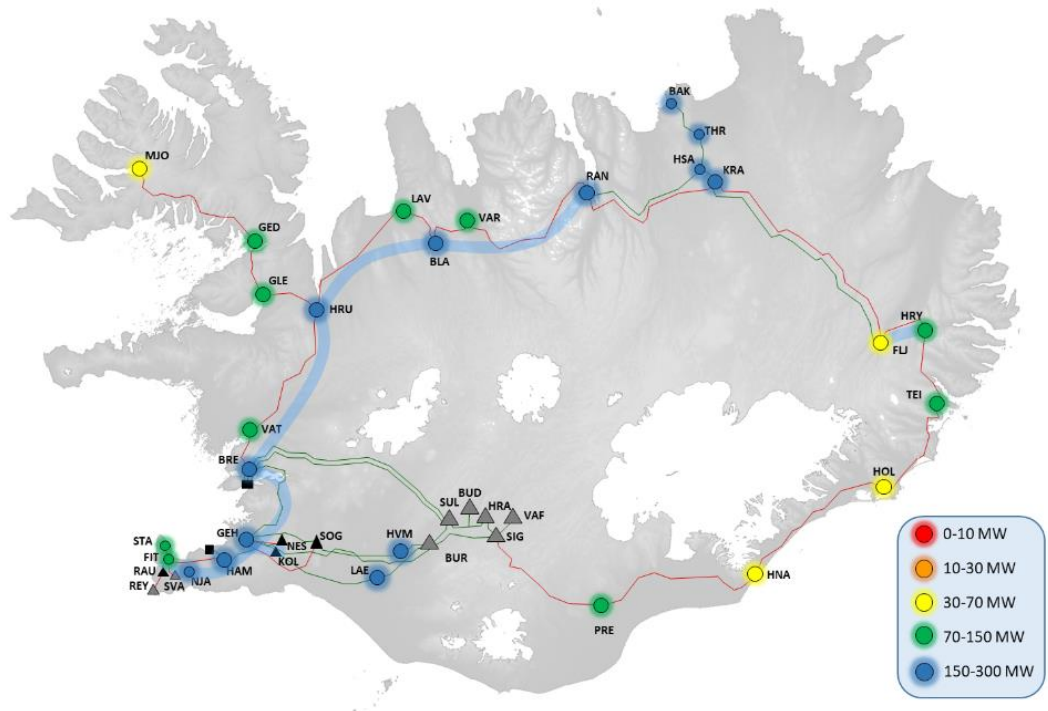 BAK
THR
MJO
HSA
KRA
RAN
LAV
VAR
GED
BLA
GLE
HRU
HRY
FLJ
TEI
VAT
BRE
HOL
BUD
SUL
HRA
VAF
GEH
SOG
HVM
SIG
STA
NES
BUR
FIT
KOL
RAU
HAM
LAE
HNA
REY
SVA
NJA
PRE
0-10 MW
10-30 MW
30-70 MW
70-150 MW
150-300 MW